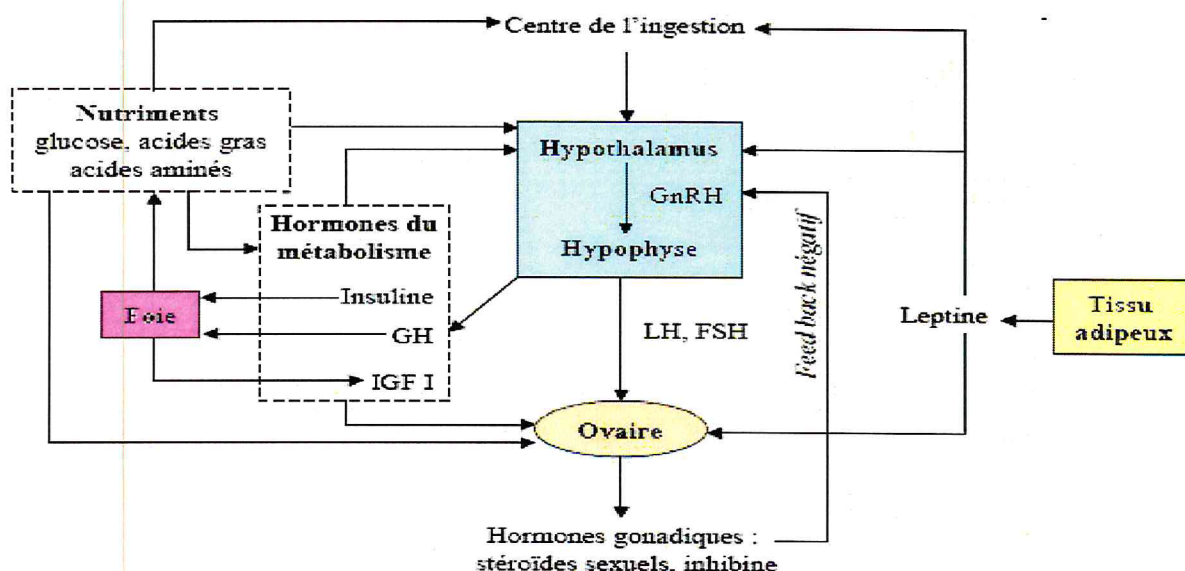 Centre de l'ingestion
Nutriments
glucose, acides gras
acides aminés
Hypothalamus
GnRH
Hypophyse
Hormones du
métabolisme
Insuline
GH
IGF I
Foie
LH, FSH
Feed back négatif
Leptine
Tissu
adipeux
Ovaire
Hormones gonadiques :
stéroïdes sexuels, inhibine